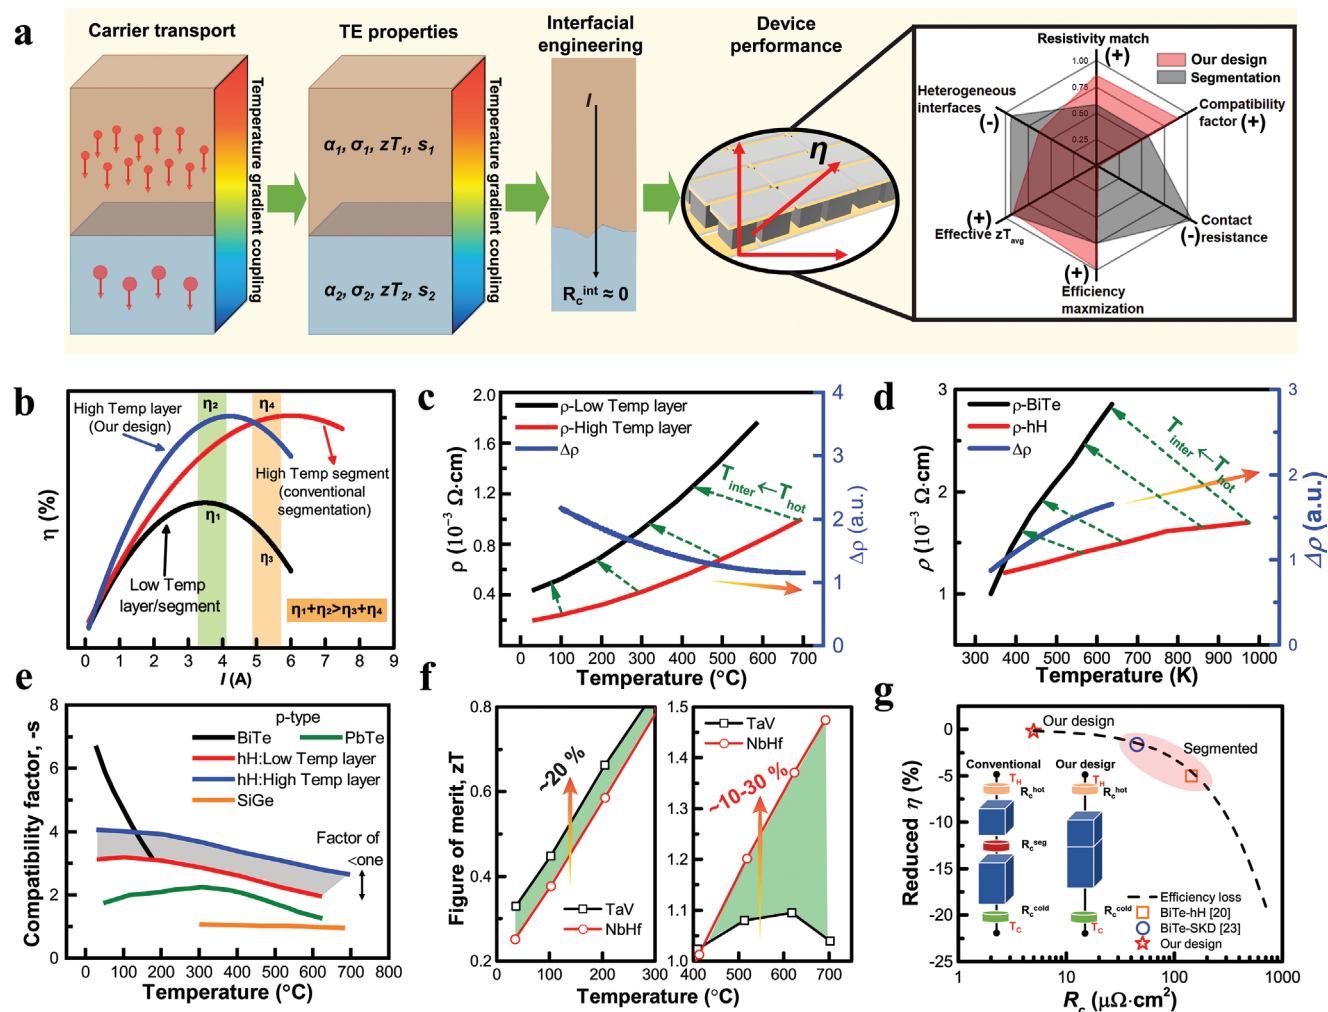 a
Carrier transport
TE properties
Interfacial
engineering
Device
performance
Temperature gradient coupling
α1, σ1, zT1, s1
α2, σ2, zT2, s2
Temperature gradient coupling
I
Rc^int ≈ 0
η
Resistivity match
(+)
Our design
Segmentation
1.00
0.75
0.50
0.25
Heterogeneous
interfaces
(-)
Compatibility
factor (+)
(+)
Effective zTavg
Contact
(-) resistance
(+)
Efficiency
maxmization
b
η (%)
High Temp layer
(Our design)
η2
η4
High Temp segment
(conventional
segmentation)
η1
η3
Low Temp
layer/segment
η1+η2>η3+η4
0 1 2 3 4 5 6 7 8 9
I (A)
c
ρ (10⁻³ Ω·cm)
2.0
1.6
1.2
0.8
0.4
ρ-Low Temp layer
ρ-High Temp layer
Δρ
Tinter←Thot
4
3
2
1
0
Δρ (a.u.)
0 100 200 300 400 500 600 700
Temperature (°C)
d
ρ (10⁻³ Ω·cm)
3
2
1
ρ-BiTe
ρ-hH
Δρ
Tinter←Thot
3
2
1
0
Δρ (a.u.)
300 400 500 600 700 800 900 1000
Temperature (K)
e
Compatibility factor, -s
8
6
4
2
0
p-type
BiTe
PbTe
hH:Low Temp layer
hH:High Temp layer
SiGe
Factor of
<one
0 100 200 300 400 500 600 700 800
Temperature (°C)
f
Figure of merit, zT
0.8
0.6
0.4
0.2
~20 %
TaV
NbHf
0 100 200 300
1.5
1.4
1.3
1.2
1.1
1.0
TaV
NbHf
~10-30 %
400 500 600 700
Temperature (°C)
g
Reduced η (%)
0
-5
-10
-15
-20
-25
Our design
Segmented
Conventional
Our design
TH
Rc^hot
TH
Rc^hot
Rc^seg
Rc^cold
TC
Rc^cold
TC
Efficiency loss
BiTe-hH [20]
BiTe-SKD [23]
Our design
1 10 100 1000
Rc (μΩ·cm²)